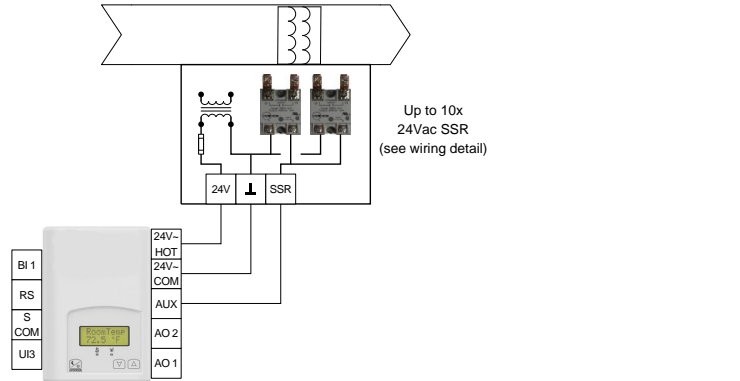 Up to 10x
24Vac SSR
(see wiring detail)
24V
SSR
24V~
HOT
24V~
COM
AUX
AO 2
AO 1
BI 1
RS
S
COM
UI3
RoomTemp
72.5 °F